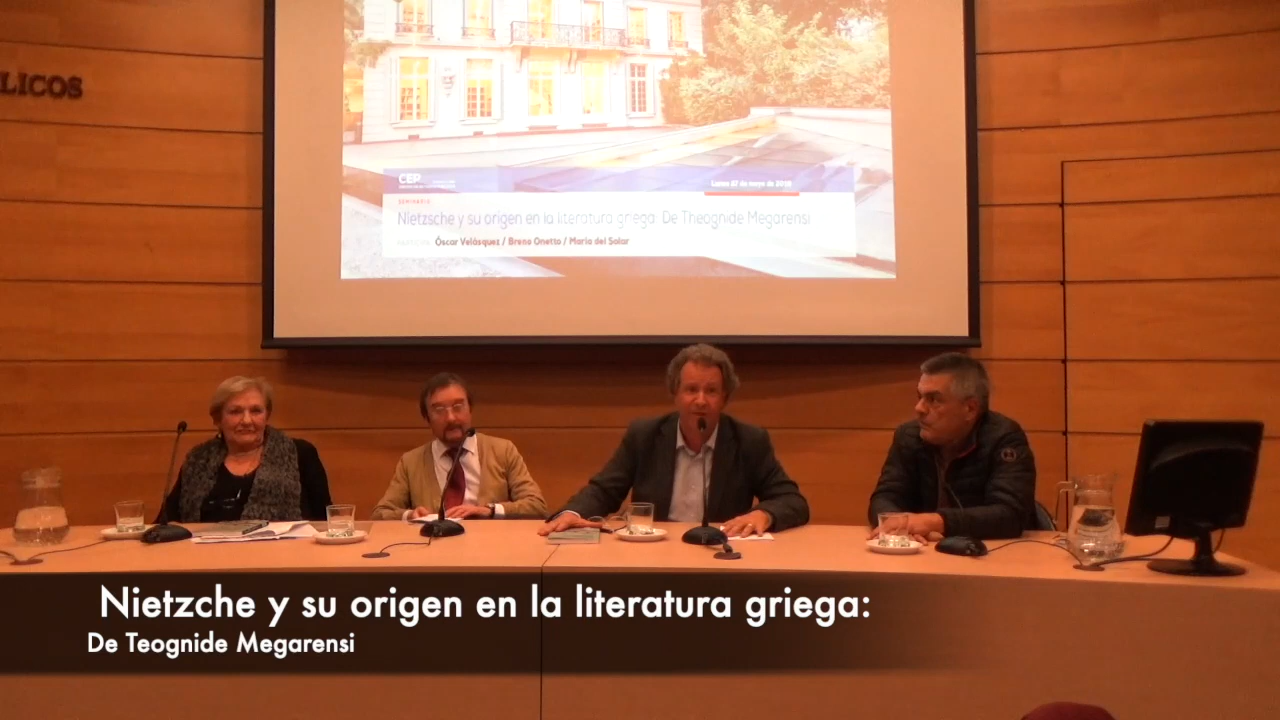 LICOS
CEP
Lunes 27 de mayo de 2019
SEMINARIO
Nietzsche y su origen en la literatura griega: De Theognide Megarensi
Óscar Velásquez / Breno Onetto / María del Solar
Nietzche y su origen en la literatura griega:
De Teognide Megarensi